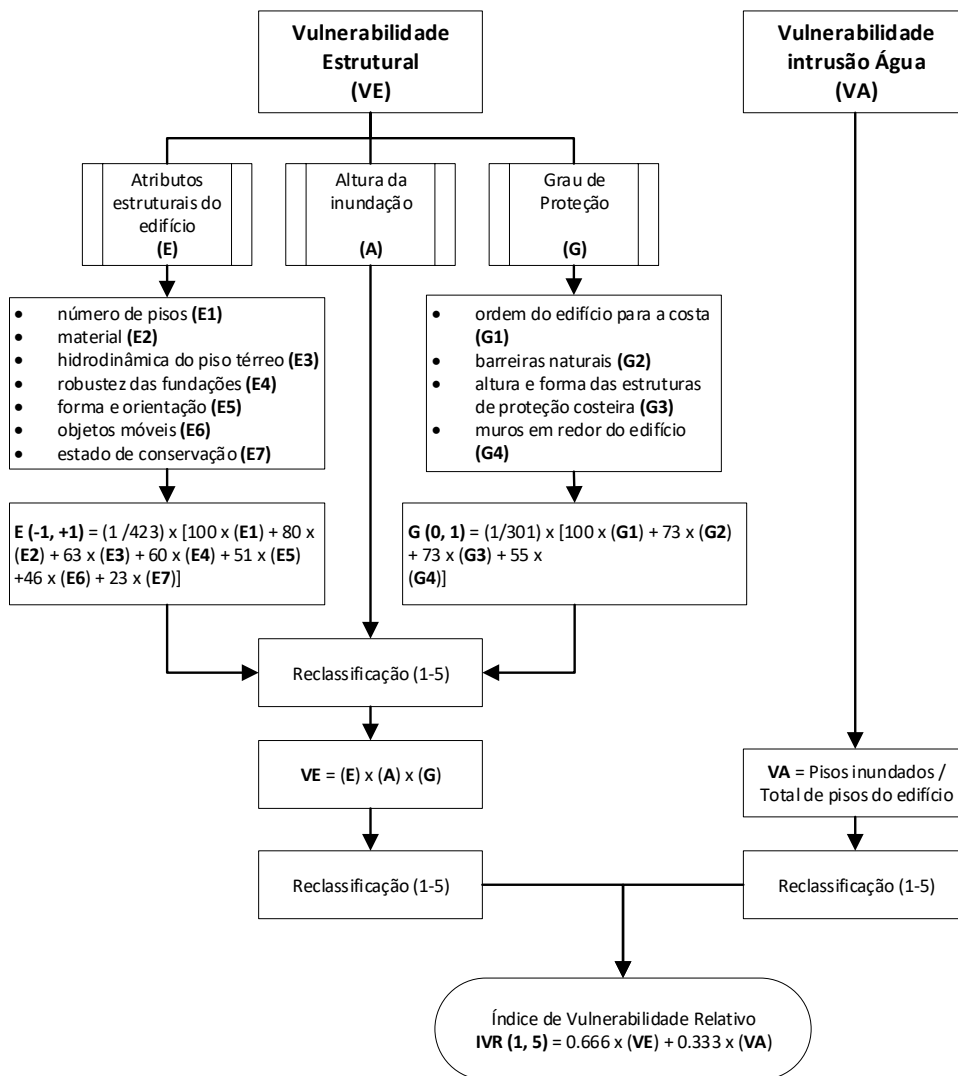 Vulnerabilidade
Estrutural
(VE)
Vulnerabilidade
intrusão Água
(VA)
Atributos
estruturais do
edifício
(E)
Altura da
inundação
(A)
Grau de
Proteção
(G)
• número de pisos (E1)
• material (E2)
• hidrodinâmica do piso térreo (E3)
• robustez das fundações (E4)
• forma e orientação (E5)
• objetos móveis (E6)
• estado de conservação (E7)
• ordem do edifício para a costa
(G1)
• barreiras naturais (G2)
• altura e forma das estruturas
de proteção costeira (G3)
• muros em redor do edifício
(G4)
E (-1, +1) = (1 /423) x [100 x (E1) + 80 x
(E2) + 63 x (E3) + 60 x (E4) + 51 x (E5)
+46 x (E6) + 23 x (E7)]
G (0, 1) = (1/301) x [100 x (G1) + 73 x (G2)
+ 73 x (G3) + 55 x
(G4)]
Reclassificação (1-5)
VE = (E) x (A) x (G)
VA = Pisos inundados /
Total de pisos do edifício
Reclassificação (1-5)
Reclassificação (1-5)
Índice de Vulnerabilidade Relativo
IVR (1, 5) = 0.666 x (VE) + 0.333 x (VA)